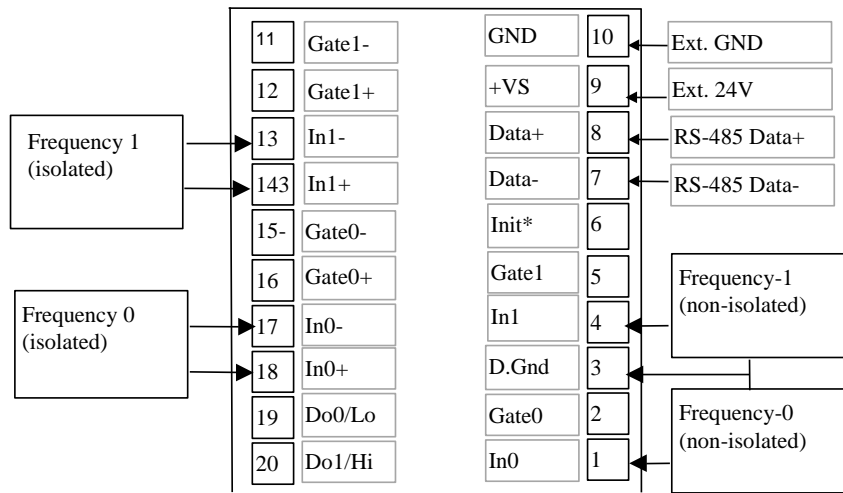 11 Gate1- GND 10 Ext. GND
12 Gate1+ +VS 9 Ext. 24V
Frequency 1
(isolated)
13 In1- Data+ 8 RS-485 Data+
143 In1+ Data- 7 RS-485 Data-
15- Gate0- Init* 6
16 Gate0+ Gate1 5
Frequency-1
(non-isolated)
Frequency 0
(isolated)
17 In0- In1 4
18 In0+ D.Gnd 3
19 Do0/Lo Gate0 2
Frequency-0
(non-isolated)
20 Do1/Hi In0 1